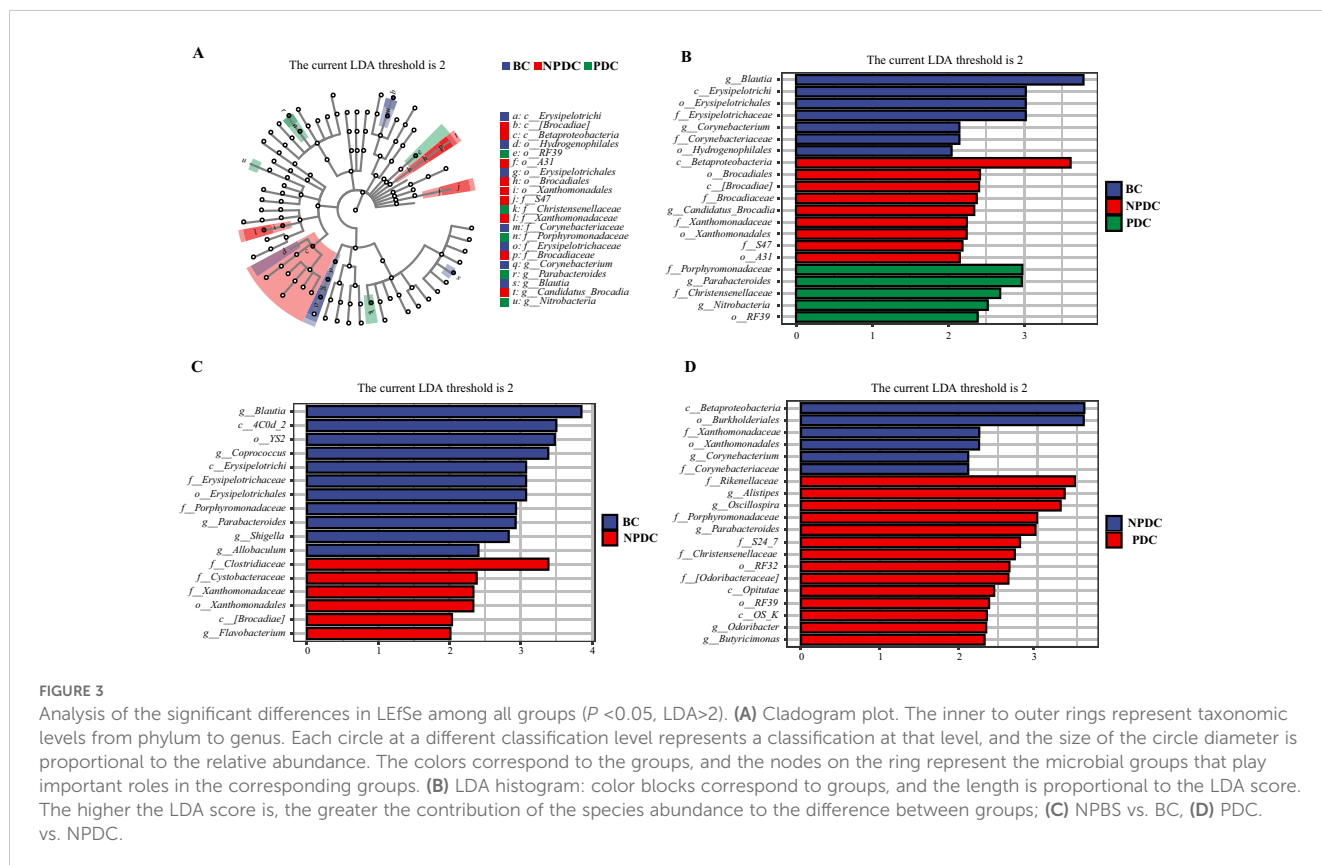 A
The current LDA threshold is 2
BC NPDC PDC
a: c__Erysipelotrichi
b: c__[Brocadiae]
c: c__Betaproteobacteria
d: o__Hydrogenophilales
e: o__RF39
f: o__A31
g: o__Erysipelotrichales
h: o__Brocadiales
i: o__Xanthomonadales
j: f__S47
k: f__Christensenellaceae
l: f__Xanthomonadaceae
m: f__Corynebacteriaceae
n: f__Porphyromonadaceae
o: f__Erysipelotrichaceae
p: f__Brocadiaceae
q: g__Corynebacterium
r: g__Parabacteroides
s: g__Blautia
t: g__Candidatus_Brocadia
u: g__Nitrobacteria
B
The current LDA threshold is 2
g__Blautia
c__Erysipelotrichi
o__Erysipelotrichales
f__Erysipelotrichaceae
g__Corynebacterium
f__Corynebacteriaceae
o__Hydrogenophilales
c__Betaproteobacteria
o__Brocadiales
c__[Brocadiae]
f__Brocadiaceae
g__Candidatus_Brocadia
f__Xanthomonadaceae
o__Xanthomonadales
f__S47
o__A31
f__Porphyromonadaceae
g__Parabacteroides
f__Christensenellaceae
g__Nitrobacteria
o__RF39
0 1 2 3
BC
NPDC
PDC
C
The current LDA threshold is 2
g__Blautia
c__4C0d_2
o__YS2
g__Coprococcus
c__Erysipelotrichi
f__Erysipelotrichaceae
o__Erysipelotrichales
f__Porphyromonadaceae
g__Parabacteroides
g__Shigella
g__Allobaculum
f__Clostridiaceae
f__Cystobacteraceae
f__Xanthomonadaceae
o__Xanthomonadales
c__[Brocadiae]
g__Flavobacterium
0 1 2 3 4
BC
NPDC
D
The current LDA threshold is 2
c__Betaproteobacteria
o__Burkholderiales
f__Xanthomonadaceae
o__Xanthomonadales
g__Corynebacterium
f__Corynebacteriaceae
f__Rikenellaceae
g__Alistipes
g__Oscillospira
f__Porphyromonadaceae
g__Parabacteroides
f__S24_7
f__Christensenellaceae
o__RF32
f__[Odoribacteraceae]
c__Opitutae
o__RF39
c__OS_K
g__Odoribacter
g__Butyricimonas
0 1 2 3
NPDC
PDC
FIGURE 3
Analysis of the significant differences in LEfSe among all groups (P <0.05, LDA>2). (A) Cladogram plot. The inner to outer rings represent taxonomic
levels from phylum to genus. Each circle at a different classification level represents a classification at that level, and the size of the circle diameter is
proportional to the relative abundance. The colors correspond to the groups, and the nodes on the ring represent the microbial groups that play
important roles in the corresponding groups. (B) LDA histogram: color blocks correspond to groups, and the length is proportional to the LDA score.
The higher the LDA score is, the greater the contribution of the species abundance to the difference between groups; (C) NPBS vs. BC, (D) PDC.
vs. NPDC.